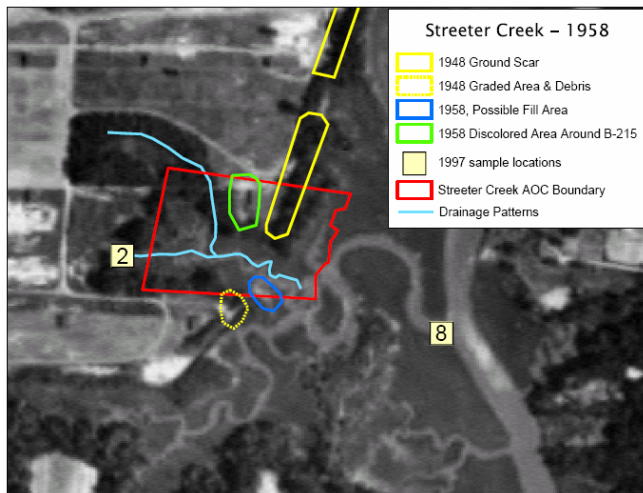 Streeter Creek – 1958
1948 Ground Scar
1948 Graded Area & Debris
1958, Possible Fill Area
1958 Discolored Area Around B-215
1997 sample locations
Streeter Creek AOC Boundary
Drainage Patterns
2
8